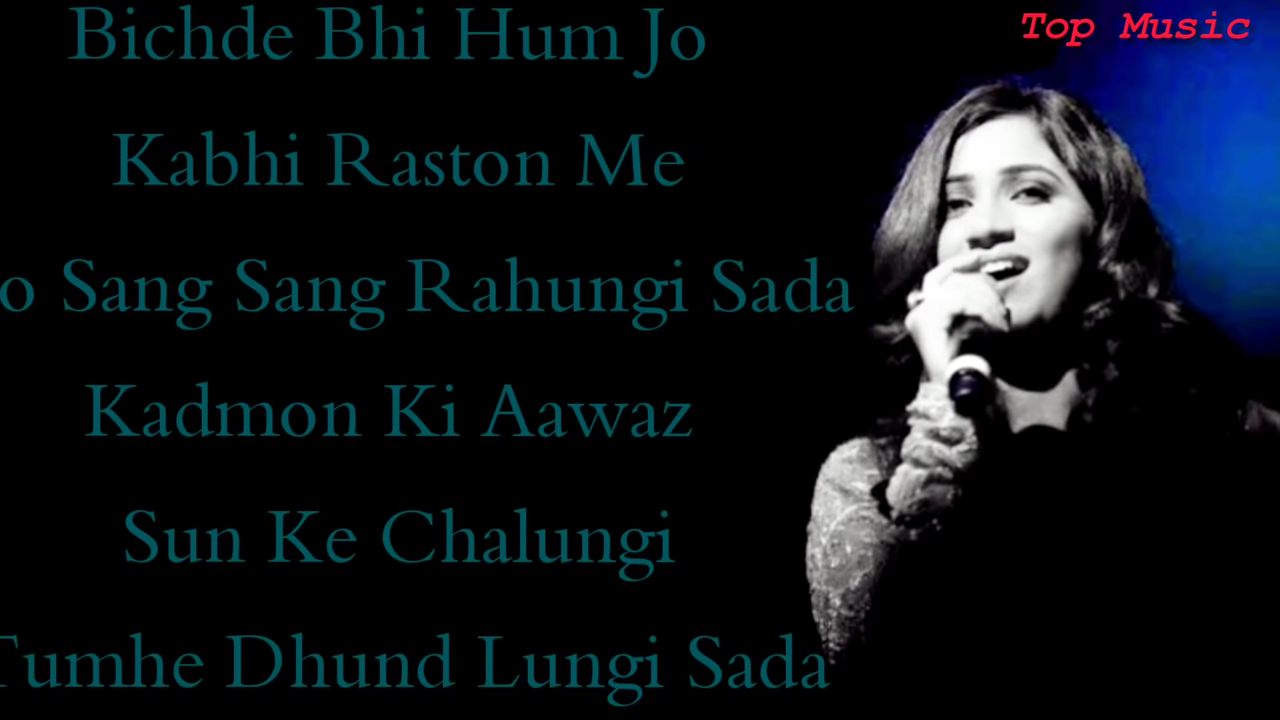 Top Music
Bichde Bhi Hum Jo
Kabhi Raston Me
o Sang Sang Rahungi Sada
Kadmon Ki Aawaz
Sun Ke Chalungi
Tumhe Dhund Lungi Sada